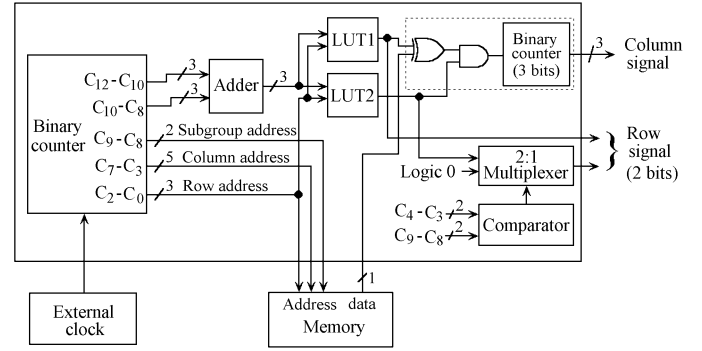 LUT1
LUT2
Binary
counter
(3 bits)
3
Column
signal
C12-C10
3
Adder
3
C10-C8
3
Binary
counter
C9-C8
2
Subgroup address
C7-C3
5
Column address
C2-C0
3
Row address
Logic 0
2:1
Multiplexer
Row
signal
(2 bits)
C4-C3
2
C9-C8
2
Comparator
1
External
clock
Address data
Memory